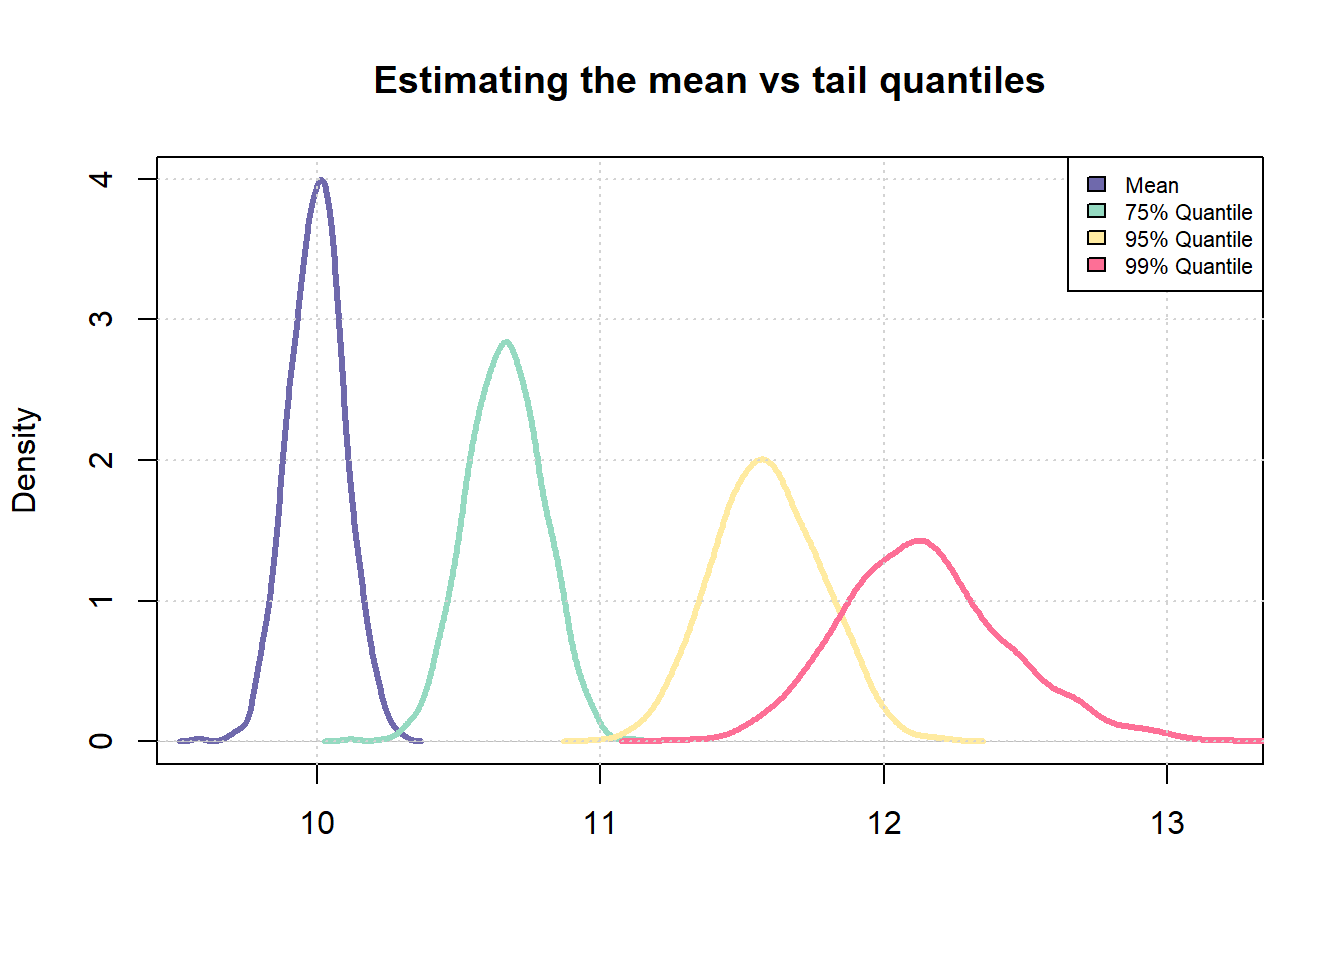 Estimating the mean vs tail quantiles
Mean
75% Quantile
95% Quantile
99% Quantile
Density
4
3
2
1
0
10 11 12 13